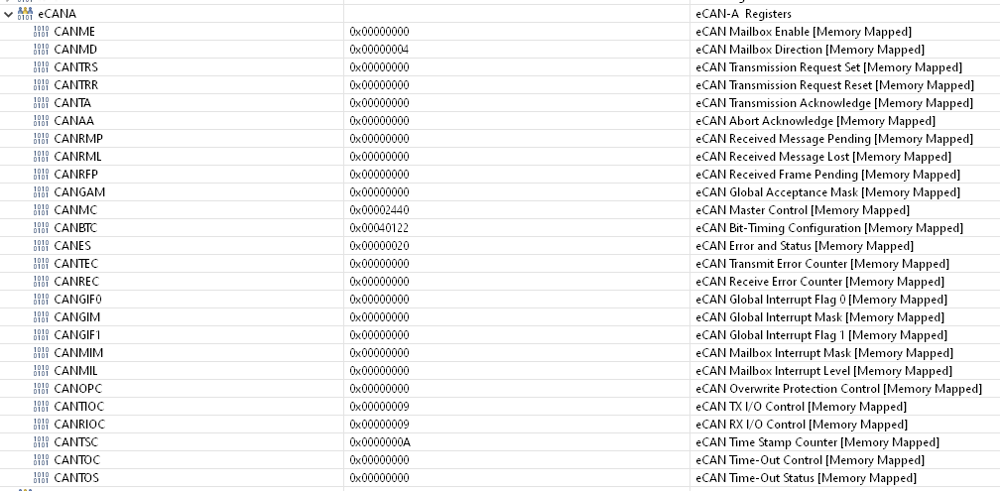 eCANA eCAN-A Registers
CANME 0x00000000 eCAN Mailbox Enable [Memory Mapped]
CANMD 0x00000004 eCAN Mailbox Direction [Memory Mapped]
CANTRS 0x00000000 eCAN Transmission Request Set [Memory Mapped]
CANTRR 0x00000000 eCAN Transmission Request Reset [Memory Mapped]
CANTA 0x00000000 eCAN Transmission Acknowledge [Memory Mapped]
CANAA 0x00000000 eCAN Abort Acknowledge [Memory Mapped]
CANRMP 0x00000000 eCAN Received Message Pending [Memory Mapped]
CANRML 0x00000000 eCAN Received Message Lost [Memory Mapped]
CANRFP 0x00000000 eCAN Received Frame Pending [Memory Mapped]
CANGAM 0x00000000 eCAN Global Acceptance Mask [Memory Mapped]
CANMC 0x00002440 eCAN Master Control [Memory Mapped]
CANBTC 0x00040122 eCAN Bit-Timing Configuration [Memory Mapped]
CANES 0x00000020 eCAN Error and Status [Memory Mapped]
CANTEC 0x00000000 eCAN Transmit Error Counter [Memory Mapped]
CANREC 0x00000000 eCAN Receive Error Counter [Memory Mapped]
CANGIF0 0x00000000 eCAN Global Interrupt Flag 0 [Memory Mapped]
CANGIM 0x00000000 eCAN Global Interrupt Mask [Memory Mapped]
CANGIF1 0x00000000 eCAN Global Interrupt Flag 1 [Memory Mapped]
CANMIM 0x00000000 eCAN Mailbox Interrupt Mask [Memory Mapped]
CANMIL 0x00000000 eCAN Mailbox Interrupt Level [Memory Mapped]
CANOPC 0x00000000 eCAN Overwrite Protection Control [Memory Mapped]
CANTIOC 0x00000009 eCAN TX I/O Control [Memory Mapped]
CANRIOC 0x00000009 eCAN RX I/O Control [Memory Mapped]
CANTSC 0x0000000A eCAN Time Stamp Counter [Memory Mapped]
CANTOC 0x00000000 eCAN Time-Out Control [Memory Mapped]
CANTOS 0x00000000 eCAN Time-Out Status [Memory Mapped]